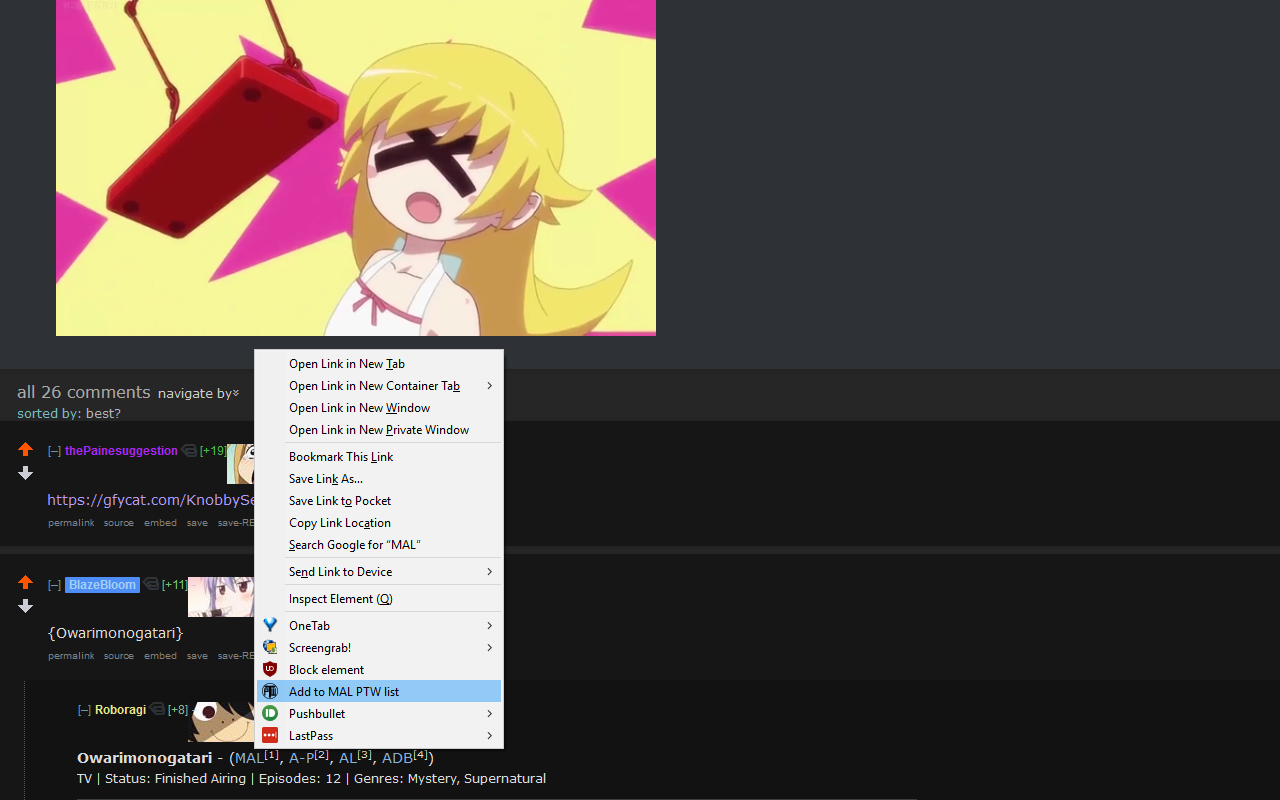 Open Link in New Tab
Open Link in New Container Tab
Open Link in New Window
Open Link in New Private Window
Bookmark This Link
Save Link As...
Save Link to Pocket
Copy Link Location
Search Google for “MAL”
Send Link to Device
Inspect Element (Q)
OneTab
Screengrab!
Block element
Add to MAL PTW list
Pushbullet
LastPass
all 26 comments navigate by
sorted by: best?
[–] thePainesuggestion [+19]
https://gfycat.com/KnobbySe
permalink source embed save save-RE
[–] BlazeBloom [+11]
{Owarimonogatari}
permalink source embed save save-RE
[–] Roboragi [+8]
Owarimonogatari - (MAL[1], A-P[2], AL[3], ADB[4])
TV | Status: Finished Airing | Episodes: 12 | Genres: Mystery, Supernatural